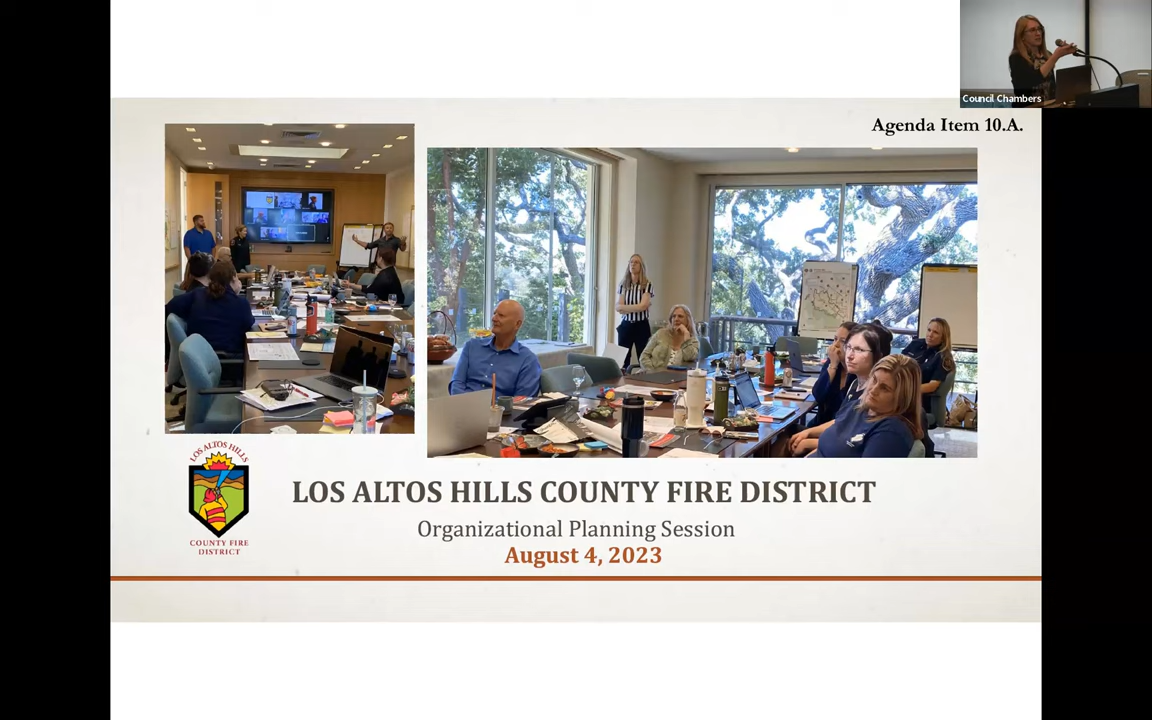 Council Chambers
Agenda Item 10.A.
LOS ALTOS HILLS
COUNTY FIRE
DISTRICT
LOS ALTOS HILLS COUNTY FIRE DISTRICT
Organizational Planning Session
August 4, 2023